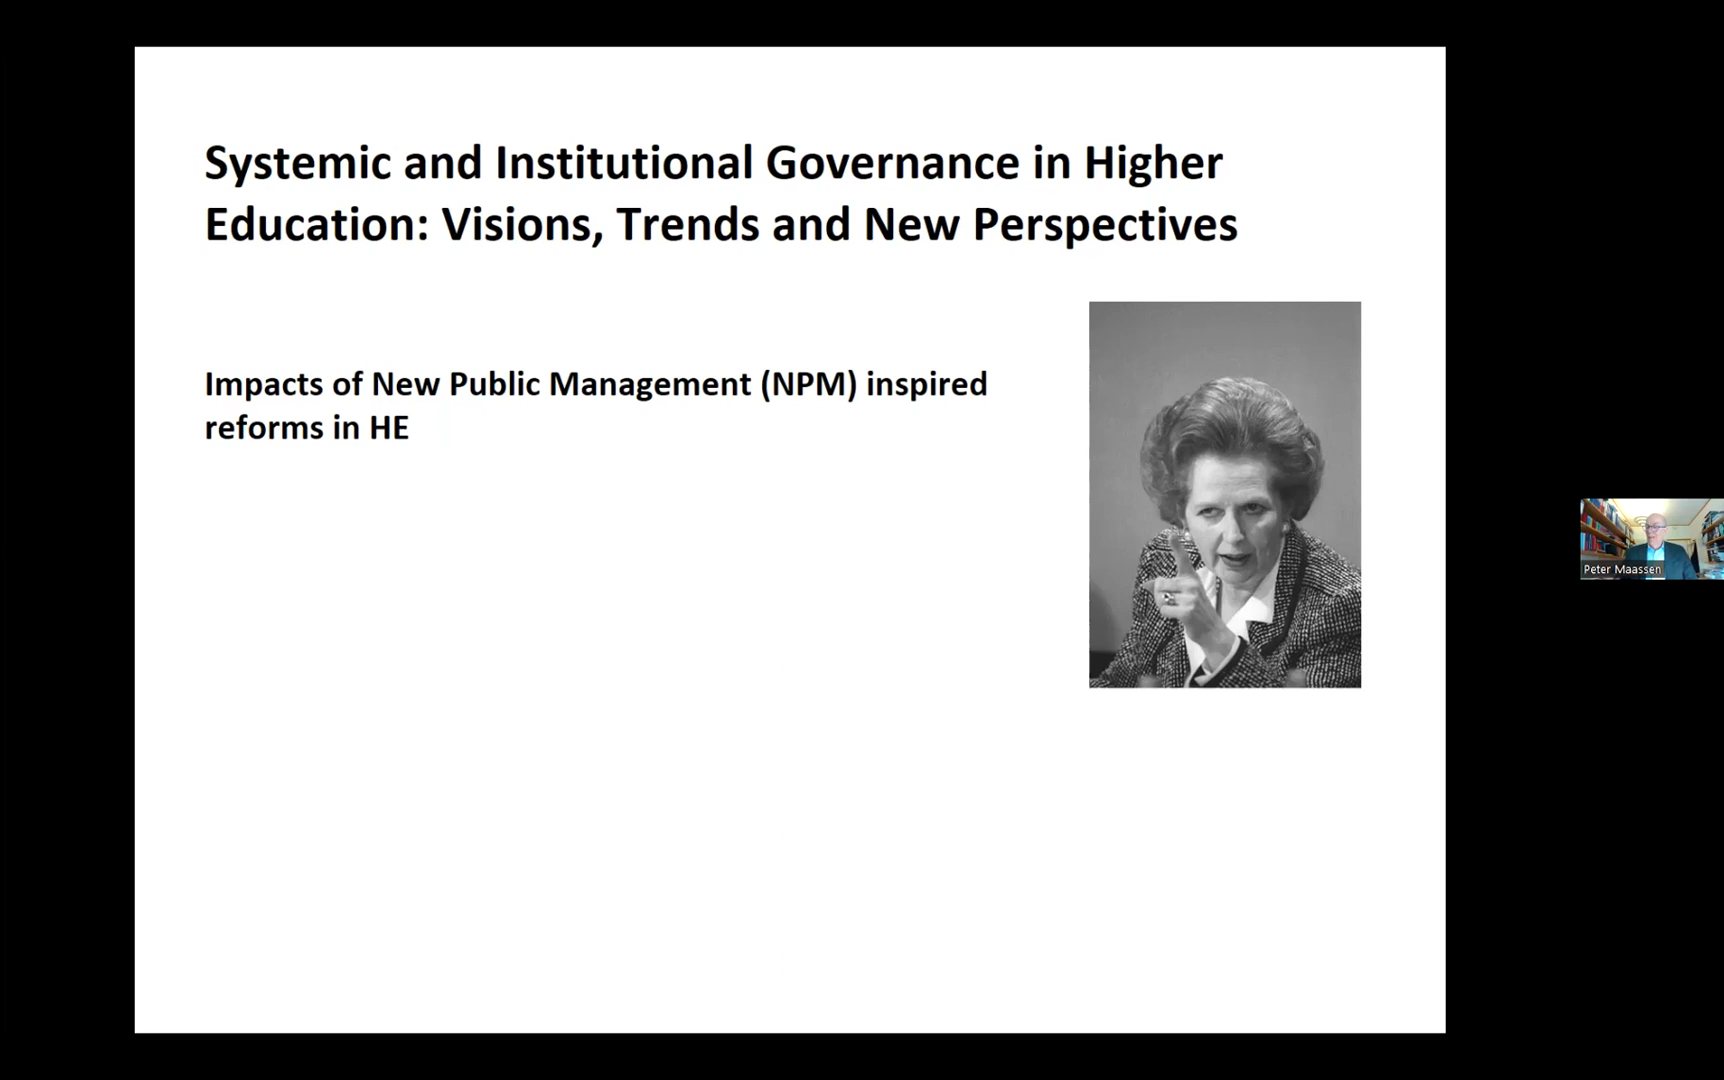 Systemic and Institutional Governance in Higher
Education: Visions, Trends and New Perspectives
Impacts of New Public Management (NPM) inspired
reforms in HE
Peter Maassen